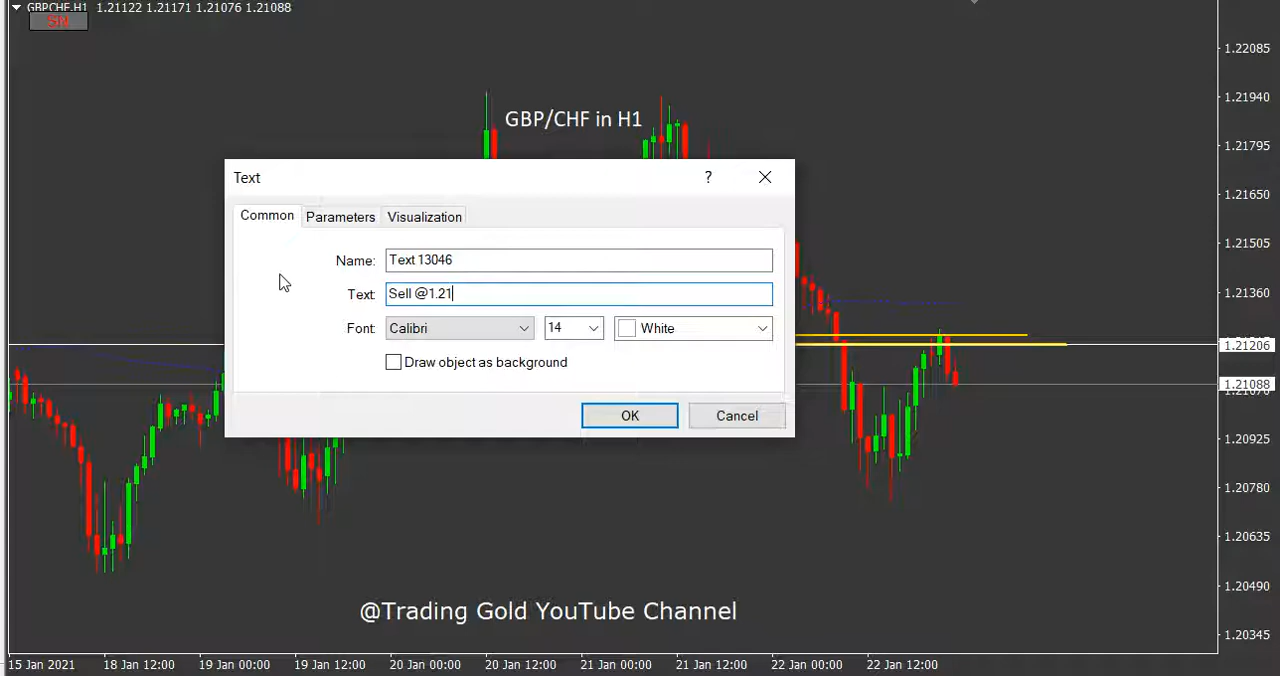 GBPCHF,H1 1.21122 1.21171 1.21076 1.21088
SN
GBP/CHF in H1
Text
?
Common Parameters Visualization
Name: Text 13046
Text: Sell @1.21
Font: Calibri 14 White
Draw object as background
OK Cancel
@Trading Gold YouTube Channel
1.22085
1.21940
1.21795
1.21650
1.21505
1.21360
1.21206
1.21088
1.20925
1.20780
1.20635
1.20490
1.20345
15 Jan 2021 18 Jan 12:00 19 Jan 00:00 19 Jan 12:00 20 Jan 00:00 20 Jan 12:00 21 Jan 00:00 21 Jan 12:00 22 Jan 00:00 22 Jan 12:00